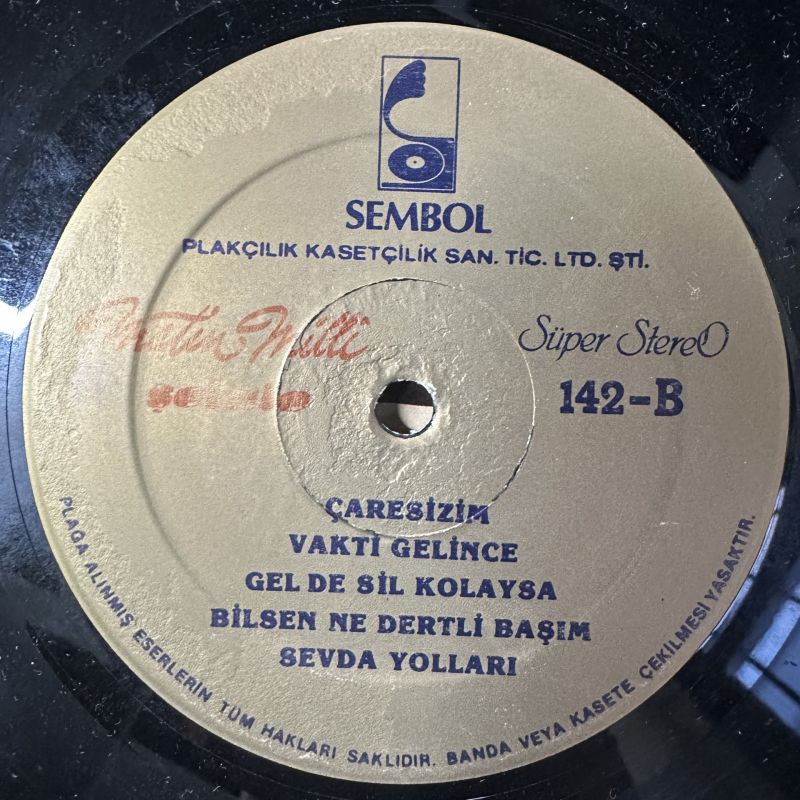 SEMBOL
PLAKÇILIK KASETÇİLİK SAN. TİC. LTD. ŞTİ.
Metin Milli
Süper Stereo
142-B
ÇARESİZİM
VAKTİ GELİNCE
GEL DE SİL KOLAYSA
BİLSEN NE DERTLİ BAŞIM
SEVDA YOLLARI
PLAĞA ALINMIŞ ESERLERİN TÜM HAKLARI SAKLIDIR. BANDA VEYA KASETE ÇEKİLMESİ YASAKTIR.